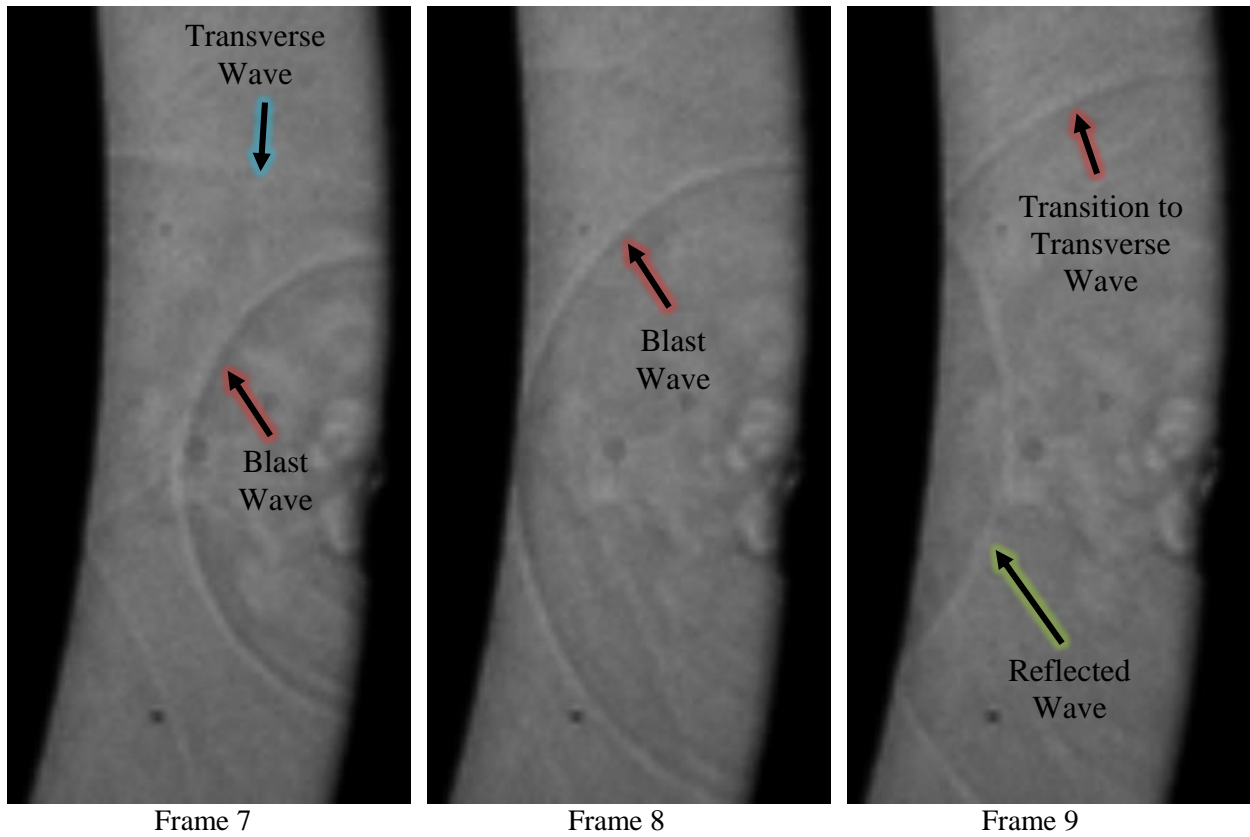 Transverse
Wave
Blast
Wave
Frame 7
Blast
Wave
Frame 8
Transition to
Transverse
Wave
Reflected
Wave
Frame 9